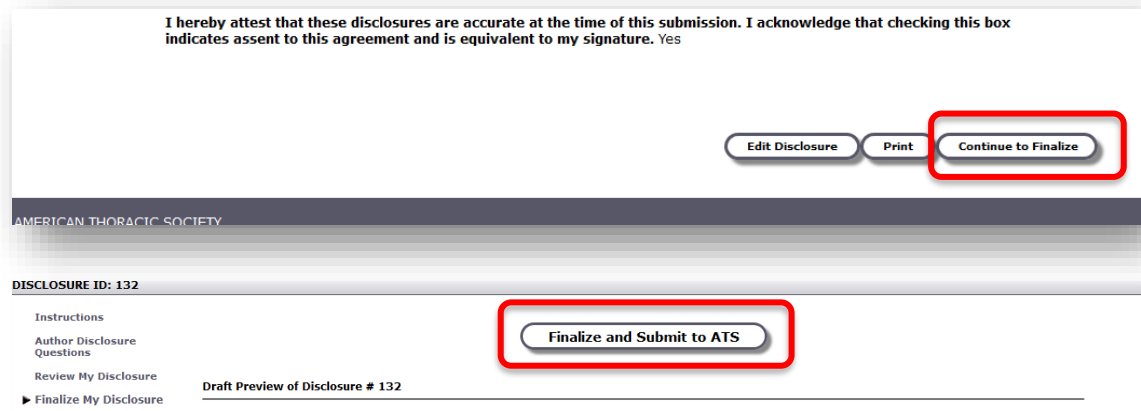 I hereby attest that these disclosures are accurate at the time of this submission. I acknowledge that checking this box
indicates assent to this agreement and is equivalent to my signature. Yes
Edit Disclosure Print Continue to Finalize
AMERICAN THORACIC SOCIETY
DISCLOSURE ID: 132
Instructions
Author Disclosure
Questions
Review My Disclosure
▶ Finalize My Disclosure
Finalize and Submit to ATS
Draft Preview of Disclosure # 132